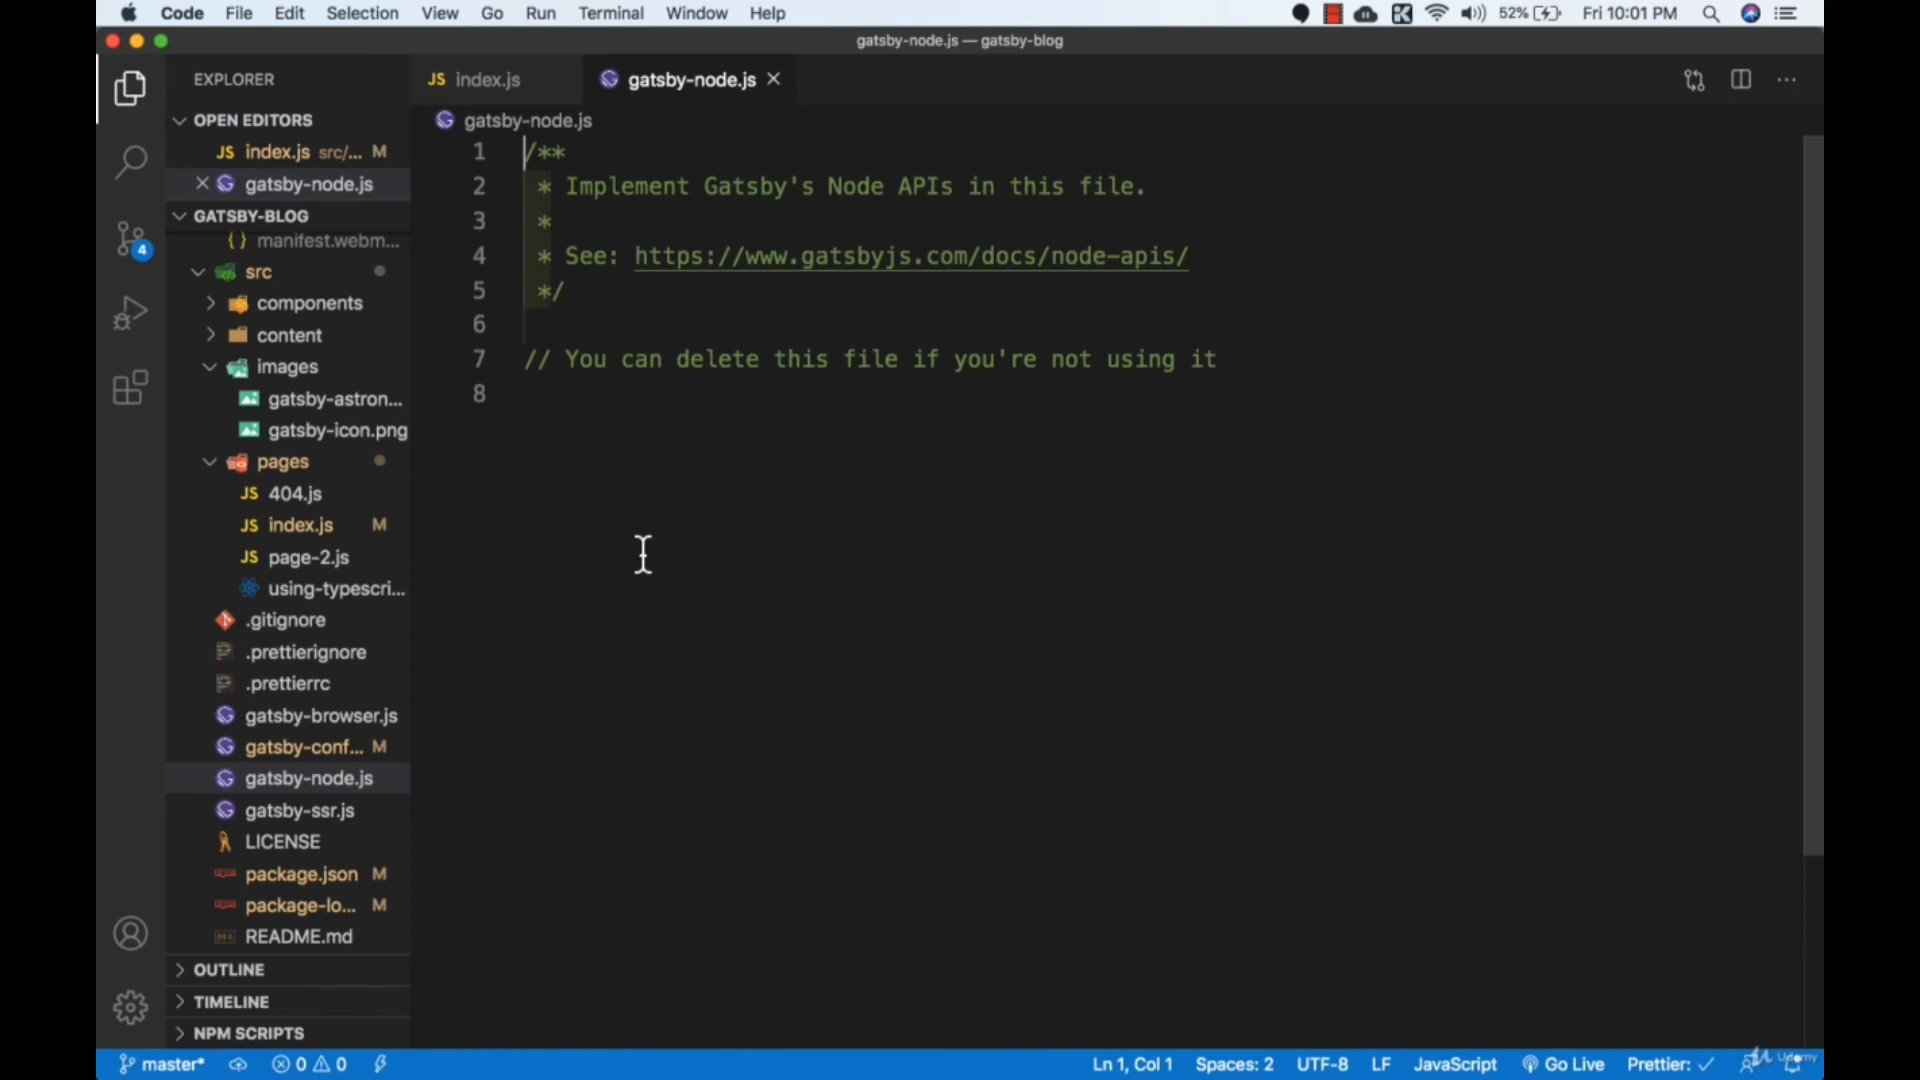 Code File Edit Selection View Go Run Terminal Window Help 52% Fri 10:01 PM
gatsby-node.js — gatsby-blog
EXPLORER
JS index.js
gatsby-node.js
OPEN EDITORS
gatsby-node.js
JS index.js src/... M
gatsby-node.js
GATSBY-BLOG
{} manifest.webm...
src
components
content
images
gatsby-astron...
gatsby-icon.png
pages
JS 404.js
JS index.js M
JS page-2.js
using-typescri...
.gitignore
.prettierignore
.prettierrc
gatsby-browser.js
gatsby-conf... M
gatsby-node.js
gatsby-ssr.js
LICENSE
package.json M
package-lo... M
README.md
OUTLINE
TIMELINE
NPM SCRIPTS
4
1 /**
2 * Implement Gatsby's Node APIs in this file.
3 *
4 * See: https://www.gatsbyjs.com/docs/node-apis/
5 */
6
7 // You can delete this file if you're not using it
8
master* 0 0 Ln 1, Col 1 Spaces: 2 UTF-8 LF JavaScript Go Live Prettier: ✓
Udemy